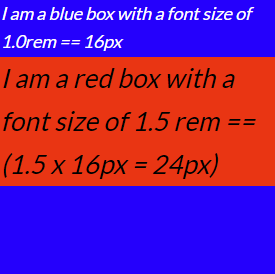 I am a blue box with a font size of
1.0rem == 16px
I am a red box with a
font size of 1.5 rem ==
(1.5 x 16px = 24px)